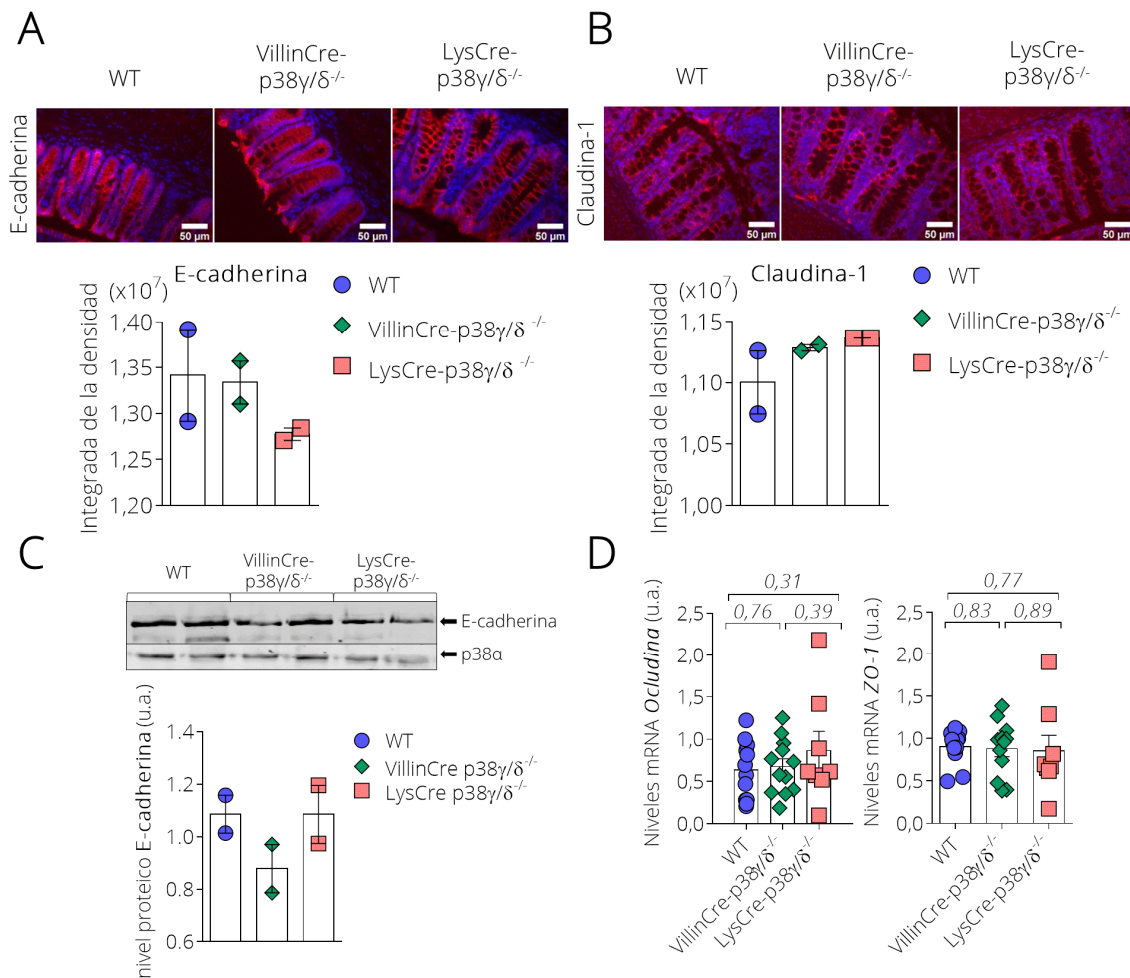 A
WT
VillinCre-
p38γ/δ-/-
LysCre-
p38γ/δ-/-
E-cadherina
50 µm
50 µm
50 µm
E-cadherina
(x10⁷)
Integrada de la densidad
1,40
1,35
1,30
1,25
1,20
WT
VillinCre-p38γ/δ -/-
LysCre-p38γ/δ -/-
B
WT
VillinCre-
p38γ/δ-/-
LysCre-
p38γ/δ-/-
Claudina-1
50 µm
50 µm
50 µm
Claudina-1
(x10⁷)
Integrada de la densidad
1,15
1,10
1,05
1,00
WT
VillinCre-p38γ/δ-/-
LysCre-p38γ/δ-/-
C
WT
VillinCre-
p38γ/δ-/-
LysCre-
p38γ/δ-/-
E-cadherina
p38α
nivel proteico E-cadherina (u.a.)
1.4
1.2
1.0
0.8
0.6
WT
VillinCre p38γ/δ-/-
LysCre p38γ/δ-/-
D
0,31
0,76
0,39
Niveles mRNA Ocludina (u.a.)
2,5
2,0
1,5
1,0
0,5
0,0
WT
VillinCre-p38γ/δ-/-
LysCre-p38γ/δ-/-
0,77
0,83
0,89
Niveles mRNA ZO-1 (u.a.)
2,5
2,0
1,5
1,0
0,5
0,0
WT
VillinCre-p38γ/δ-/-
LysCre-p38γ/δ-/-